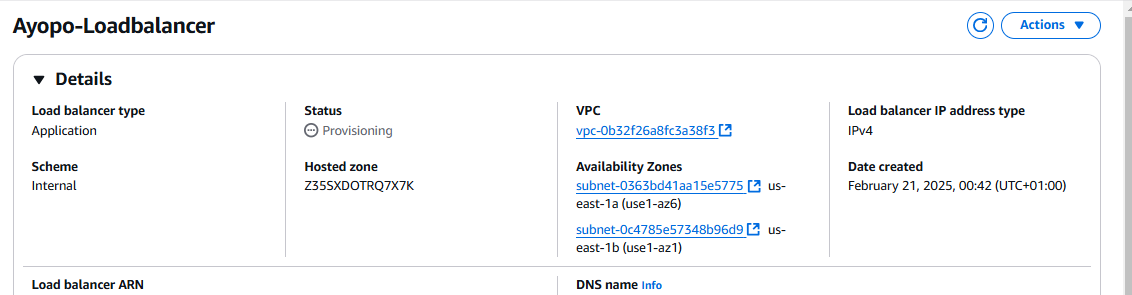 Ayopo-Loadbalancer
Actions
Details
Load balancer type
Application
Status
Provisioning
VPC
vpc-0b32f26a8fc3a38f3
Load balancer IP address type
IPv4
Scheme
Internal
Hosted zone
Z35SXDOTRQ7X7K
Availability Zones
subnet-0363bd41aa15e5775 us-
east-1a (use1-az6)
subnet-0c4785e57348b96d9 us-
east-1b (use1-az1)
Date created
February 21, 2025, 00:42 (UTC+01:00)
Load balancer ARN
DNS name Info